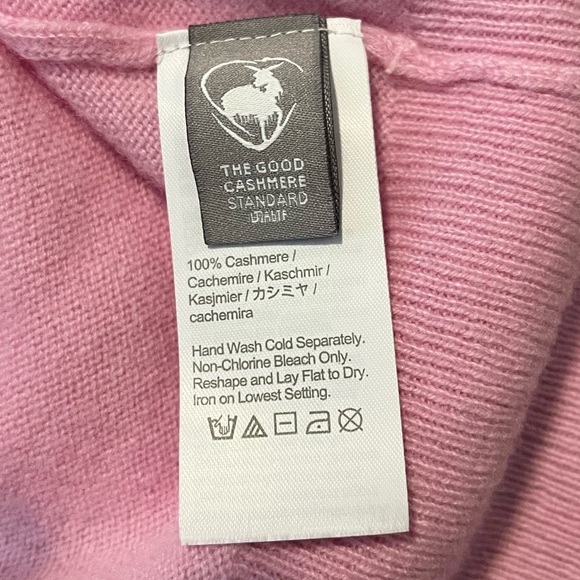 THE GOOD
CASHMERE
STANDARD
100% Cashmere /
Cachemire / Kaschmir /
Kasjmier / カシミヤ /
cachemira
Hand Wash Cold Separately.
Non-Chlorine Bleach Only.
Reshape and Lay Flat to Dry.
Iron on Lowest Setting.